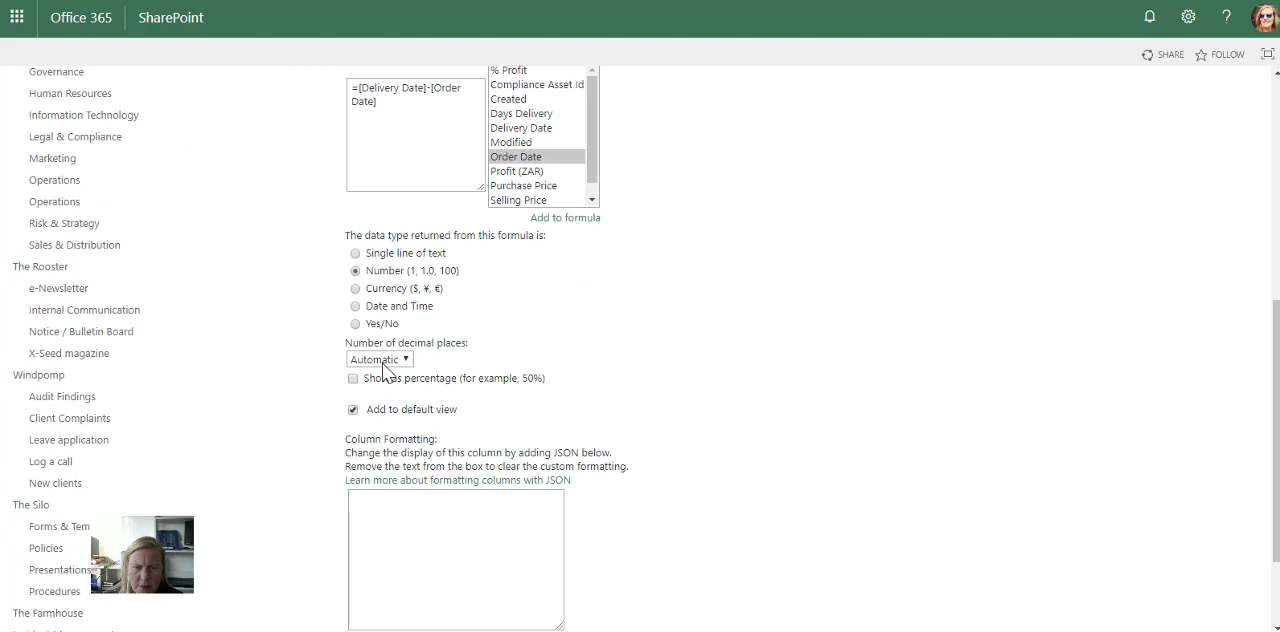 Office 365
SharePoint
?
SHARE
FOLLOW
Governance
Human Resources
Information Technology
Legal & Compliance
Marketing
Operations
Operations
Risk & Strategy
Sales & Distribution
The Rooster
e-Newsletter
Internal Communication
Notice / Bulletin Board
X-Seed magazine
Windpomp
Audit Findings
Client Complaints
Leave application
Log a call
New clients
The Silo
Forms & Tem
Policies
Presentations
Procedures
The Farmhouse
=[Delivery Date]-[Order
Date]
% Profit
Compliance Asset Id
Created
Days Delivery
Delivery Date
Modified
Order Date
Profit (ZAR)
Purchase Price
Selling Price
Add to formula
The data type returned from this formula is:
Single line of text
Number (1, 1.0, 100)
Currency ($, ¥, €)
Date and Time
Yes/No
Number of decimal places:
Automatic
as percentage (for example, 50%)
Add to default view
Column Formatting:
Change the display of this column by adding JSON below.
Remove the text from the box to clear the custom formatting.
Learn more about formatting columns with JSON